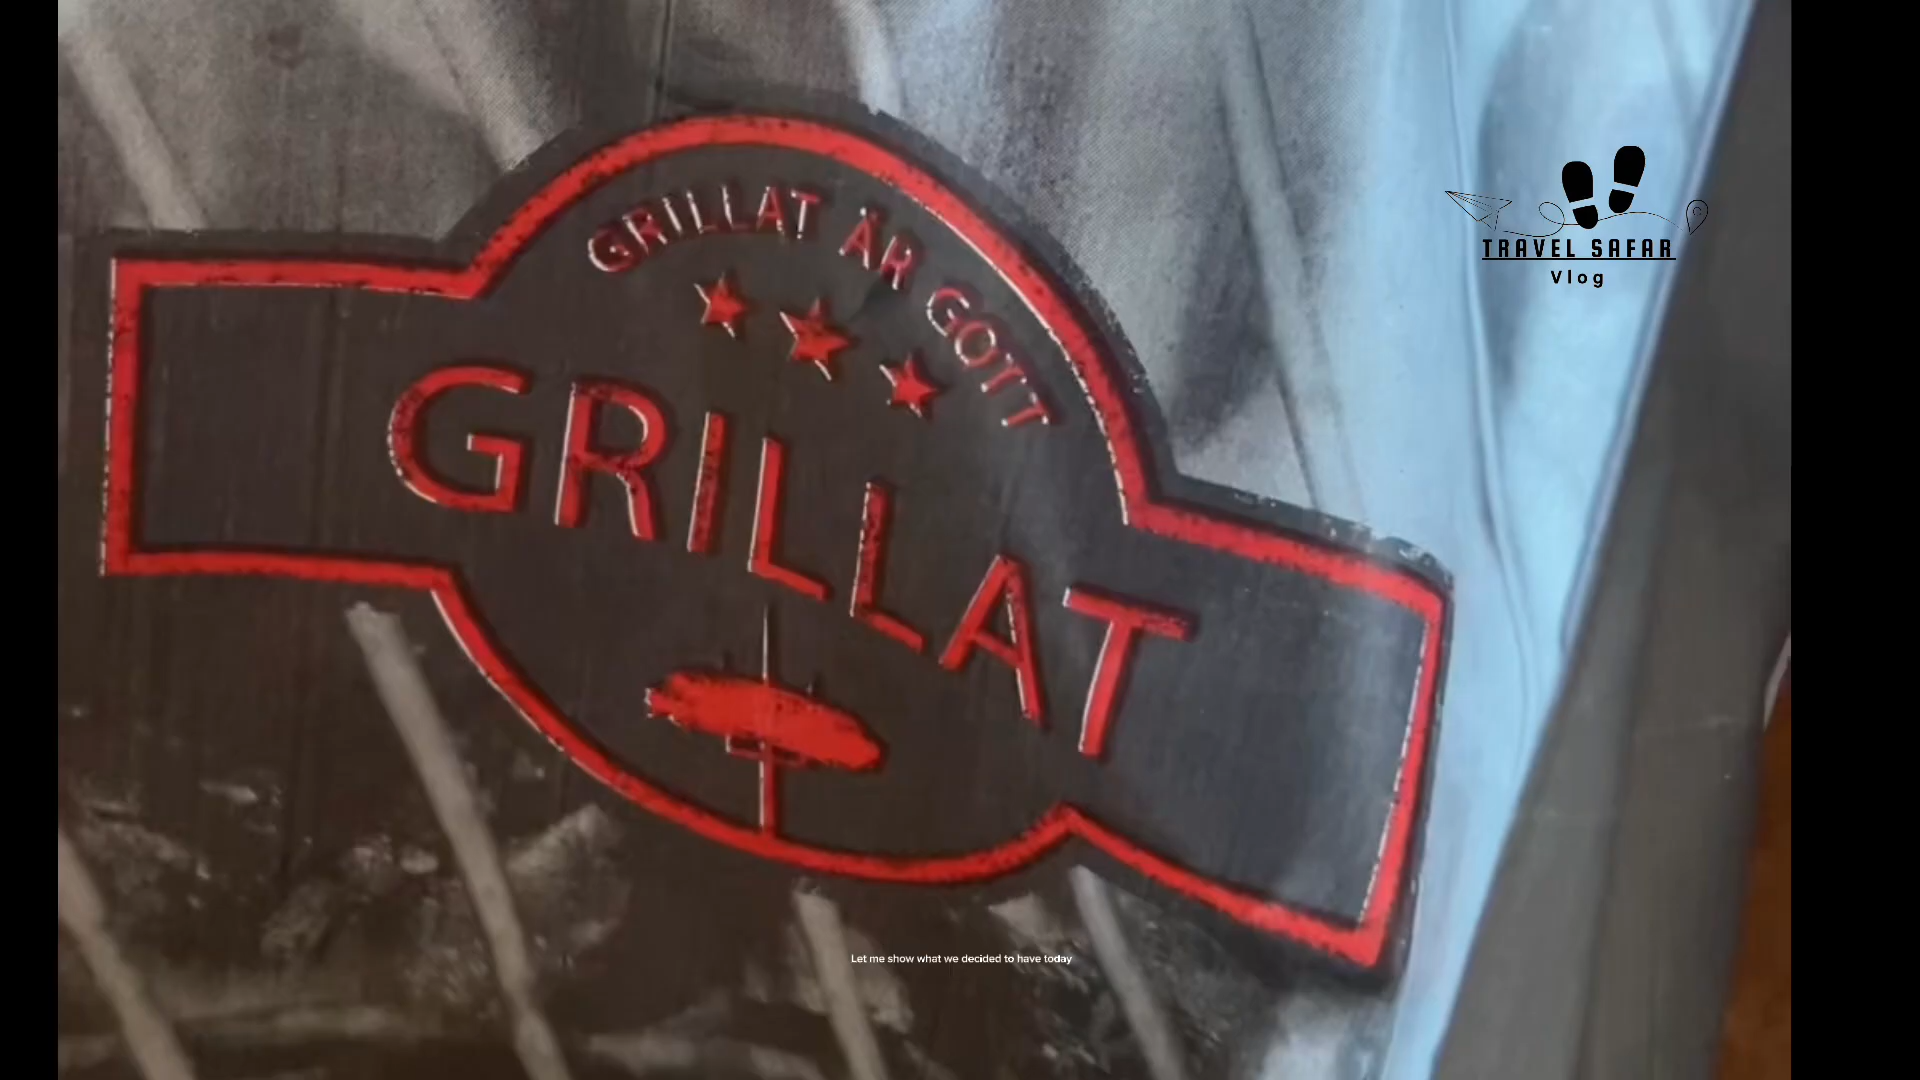 GRILLAT ÄR GOTT
GRILLAT
TRAVEL SAFAR
Vlog
Let me show what we decided to have today